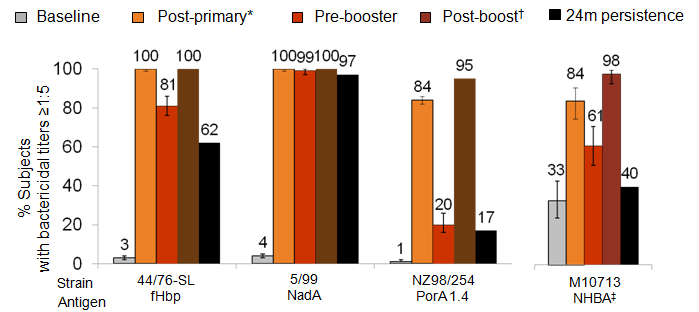 Baseline Post-primary* Pre-booster Post-boost† 24m persistence
% Subjects
with bactericidal titers ≥1:5
100
80
60
40
20
0
3 100 81 100 62
4 100 99 100 97
1 84 20 95 17
33 84 61 98 40
Strain 44/76-SL 5/99 NZ98/254 M10713
Antigen fHbp NadA PorA 1.4 NHBA‡